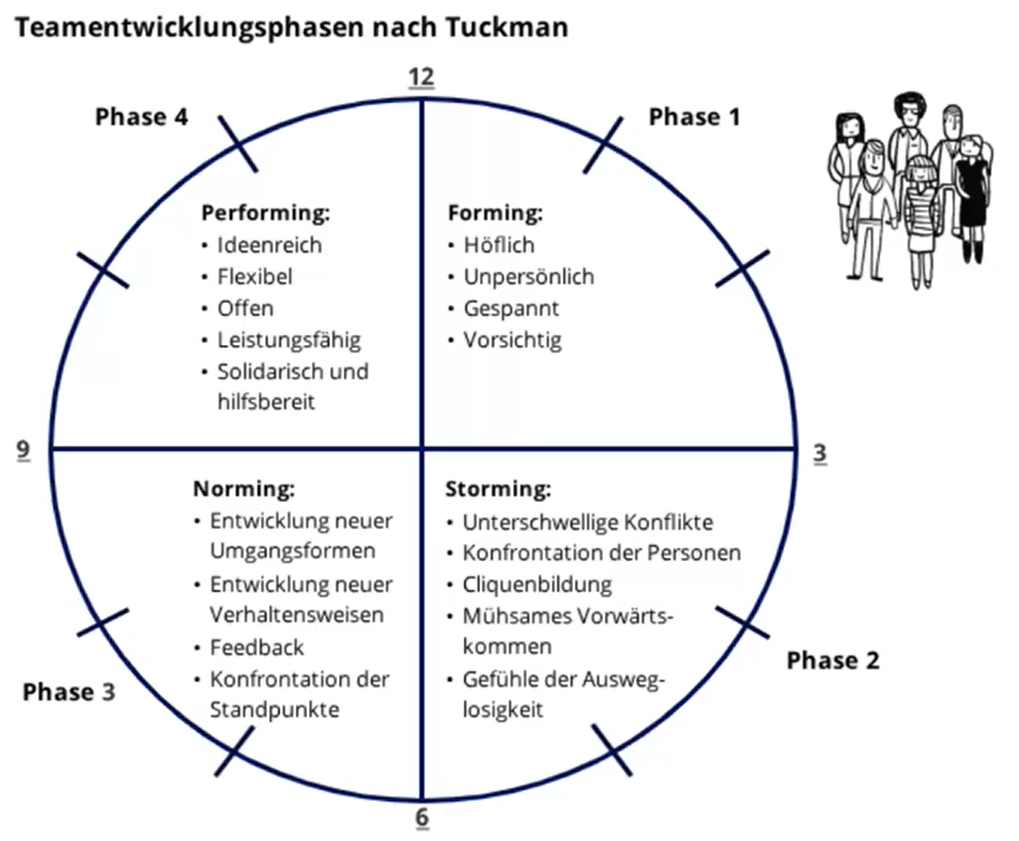 Teamentwicklungsphasen nach Tuckman
12
Phase 4
Phase 1
Performing:
• Ideenreich
• Flexibel
• Offen
• Leistungsfähig
• Solidarisch und
hilfsbereit
Forming:
• Höflich
• Unpersönlich
• Gespannt
• Vorsichtig
9
3
Norming:
• Entwicklung neuer
Umgangsformen
• Entwicklung neuer
Verhaltensweisen
• Feedback
• Konfrontation der
Standpunkte
Storming:
• Unterschwellige Konflikte
• Konfrontation der Personen
• Cliquenbildung
• Mühsames Vorwärts-
kommen
• Gefühle der Ausweg-
losigkeit
Phase 2
Phase 3
6